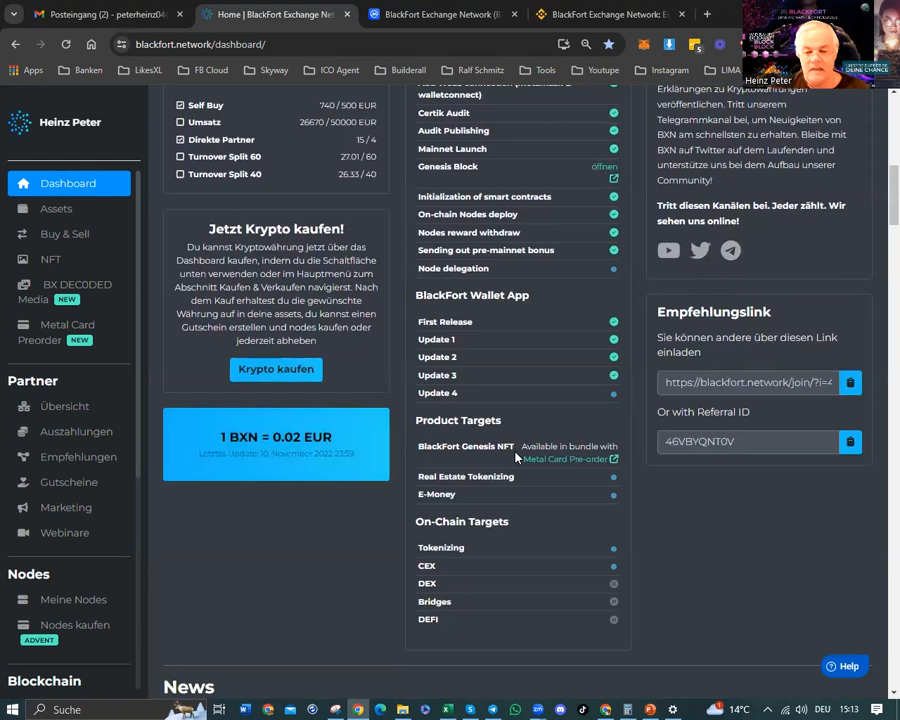 Posteingang (2) - peterheinz04
Home | BlackFort Exchange Net
BlackFort Exchange Network (B
BlackFort Exchange Network: E
blackfort.network/dashboard/
Apps
Banken
LikesXL
FB Cloud
Skyway
ICO Agent
Builderall
Ralf Schmitz
Tools
Youtupe
Instagram
LIMA
Heinz Peter
BLACKFORT
DEINE CHANCE
Heinz Peter
Dashboard
Assets
Buy & Sell
NFT
BX DECODED
Media NEW
Metal Card
Preorder NEW
Partner
Übersicht
Auszahlungen
Empfehlungen
Gutscheine
Marketing
Webinare
Nodes
Meine Nodes
Nodes kaufen
ADVENT
Blockchain
Self Buy 740 / 500 EUR
Umsatz 26670 / 50000 EUR
Direkte Partner 15 / 4
Turnover Split 60 27.01 / 60
Turnover Split 40 26.33 / 40
Jetzt Krypto kaufen!
Du kannst Kryptowährung jetzt über das
Dashboard kaufen, indem du die Schaltfläche
unten verwenden oder im Hauptmenü zum
Abschnitt Kaufen & Verkaufen navigierst. Nach
dem Kauf erhaltest du die gewünschte
Währung auf in deine assets, du kannst einen
Gutschein erstellen und nodes kaufen oder
jederzeit abheben
Krypto kaufen
1 BXN = 0.02 EUR
Letztes Update: 10. November 2022 23:59
walletconnect)
Certik Audit
Audit Publishing
Mainnet Launch
Genesis Block öffnen
Initialization of smart contracts
On-chain Nodes deploy
Nodes reward withdraw
Sending out pre-mainnet bonus
Node delegation
BlackFort Wallet App
First Release
Update 1
Update 2
Update 3
Update 4
Product Targets
BlackFort Genesis NFT Available in bundle with
Metal Card Pre-order
Real Estate Tokenizing
E-Money
On-Chain Targets
Tokenizing
CEX
DEX
Bridges
DEFI
Erklärungen zu Kryptowährungen
veröffentlichen. Tritt unserem
Telegrammkanal bei, um Neuigkeiten von
BXN am schnellsten zu erhalten. Bleibe mit
BXN auf Twitter auf dem Laufenden und
unterstütze uns bei dem Aufbau unserer
Community!
Tritt diesen Kanälen bei. Jeder zählt. Wir
sehen uns online!
Empfehlungslink
Sie können andere über diesen Link
einladen
https://blackfort.network/join/?i=4
Or with Referral ID
46VBYQNT0V
News
Help
Suche
14°C
DEU
15:13